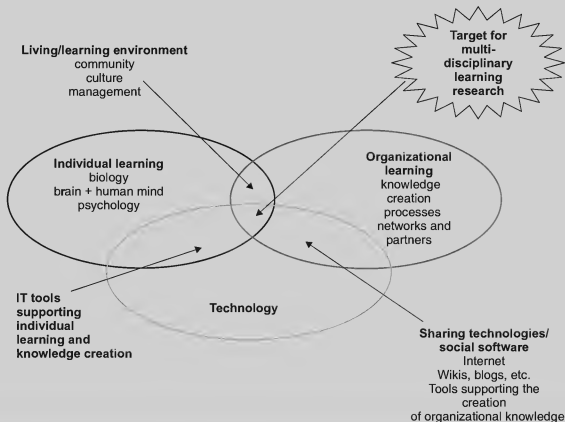 Living/learning environment
community
culture
management
Target for
multi-
disciplinary
learning
research
Individual learning
biology
brain + human mind
psychology
Organizational
learning
knowledge
creation
processes
networks and
partners
IT tools
supporting
individual
learning and
knowledge creation
Technology
Sharing technologies/
social software
Internet
Wikis, blogs, etc.
Tools supporting the
creation
of organizational knowledge